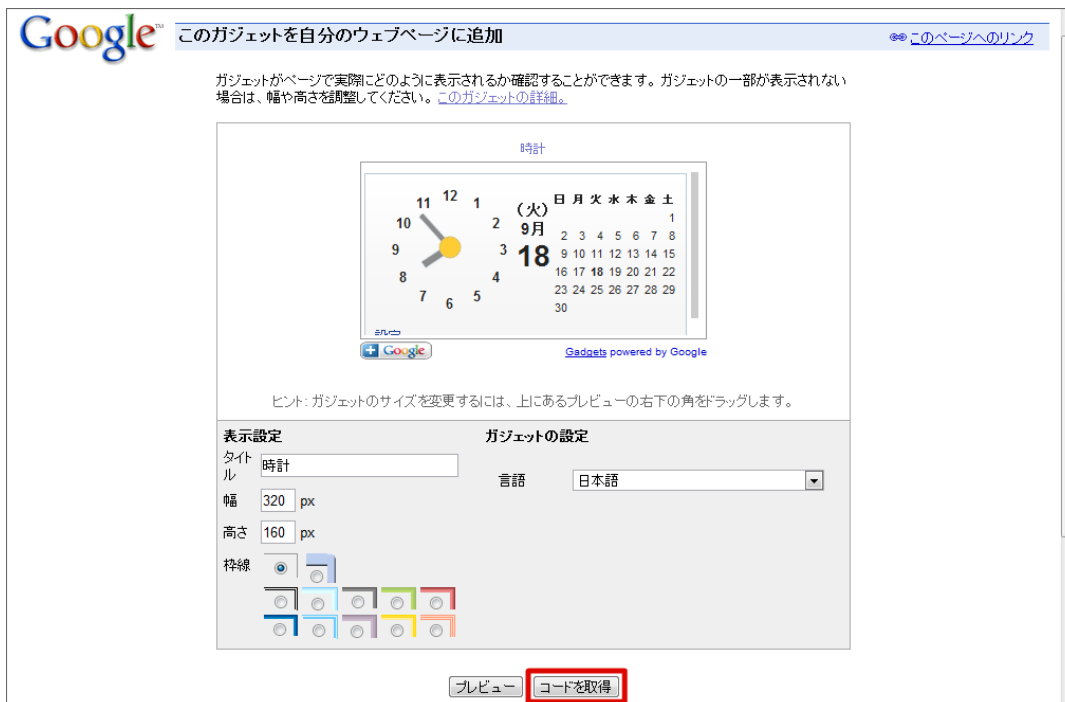 Google™ このガジェットを自分のウェブページに追加 このページへのリンク
ガジェットがページで実際にどのように表示されるか確認することができます。ガジェットの一部が表示されない
場合は、幅や高さを調整してください。このガジェットの詳細。
時計
12
11 1
10 2
9 3
8 4
7 5
6
(火)
9月
18
日 月 火 水 木 金 土
1
2 3 4 5 6 7 8
9 10 11 12 13 14 15
16 17 18 19 20 21 22
23 24 25 26 27 28 29
30
設定
Google Gadgets powered by Google
ヒント: ガジェットのサイズを変更するには、上にあるプレビューの右下の角をドラッグします。
表示設定 ガジェットの設定
タイト
ル 時計
言語 日本語
幅 320 px
高さ 160 px
枠線
プレビュー コードを取得